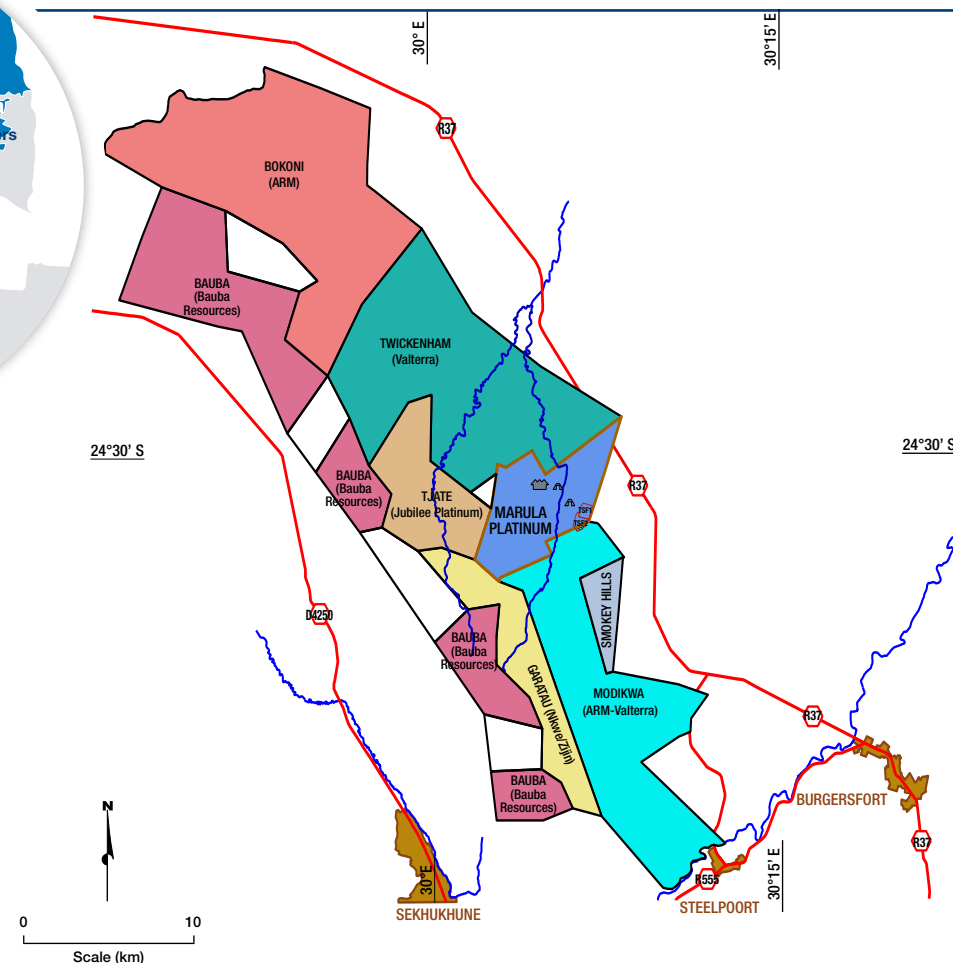 30° E
30°15’ E
ers
R37
BOKONI
(ARM)
BAUBA
(Bauba
Resources)
TWICKENHAM
(Valterra)
24°30’ S
24°30’ S
BAUBA
(Bauba
Resources)
TJATE
(Jubilee Platinum)
MARULA
PLATINUM
TSF1
TSF2
R37
SMOKEY HILLS
D4250
BAUBA
(Bauba
Resources)
GARATAU (Nkwe/Zijin)
MODIKWA
(ARM-Valterra)
R37
BAUBA
(Bauba
Resources)
BURGERSFORT
R37
N
30°E
R555
30°15’ E
SEKHUKHUNE
STEELPOORT
0 10
Scale (km)